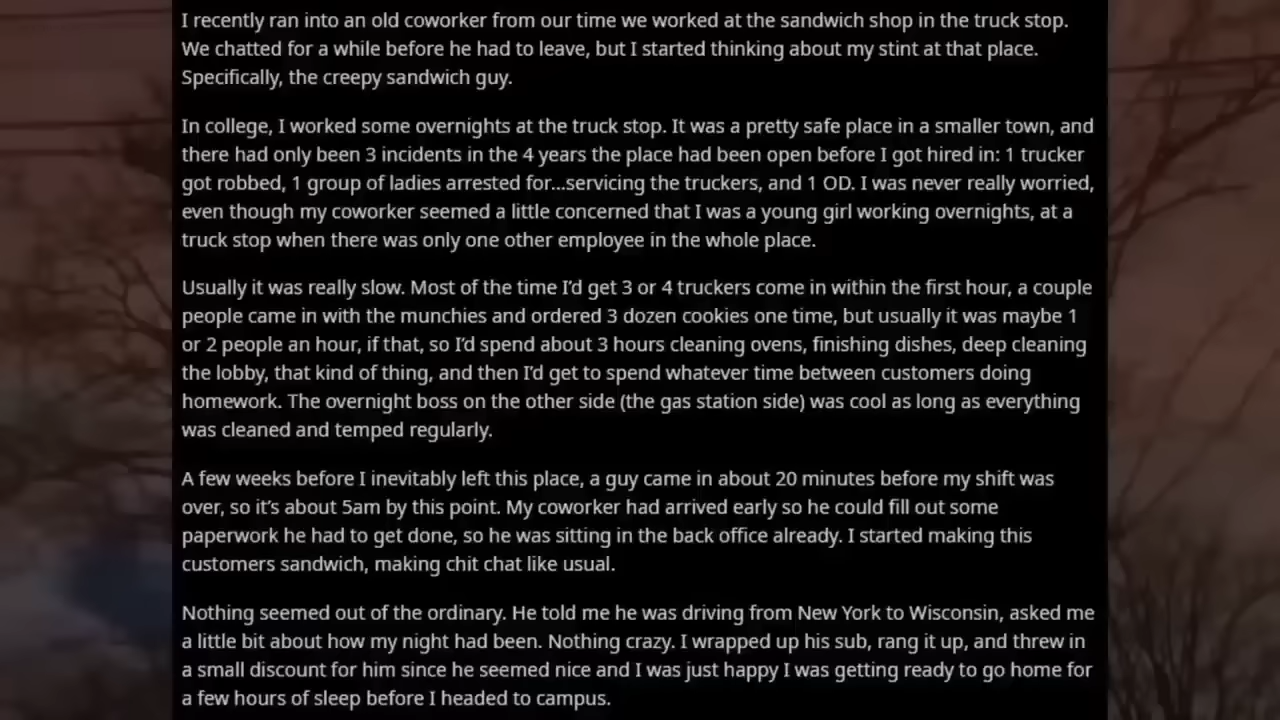 I recently ran into an old coworker from our time we worked at the sandwich shop in the truck stop.
We chatted for a while before he had to leave, but I started thinking about my stint at that place.
Specifically, the creepy sandwich guy.
In college, I worked some overnights at the truck stop. It was a pretty safe place in a smaller town, and
there had only been 3 incidents in the 4 years the place had been open before I got hired in: 1 trucker
got robbed, 1 group of ladies arrested for...servicing the truckers, and 1 OD. I was never really worried,
even though my coworker seemed a little concerned that I was a young girl working overnights, at a
truck stop when there was only one other employee in the whole place.
Usually it was really slow. Most of the time I’d get 3 or 4 truckers come in within the first hour, a couple
people came in with the munchies and ordered 3 dozen cookies one time, but usually it was maybe 1
or 2 people an hour, if that, so I’d spend about 3 hours cleaning ovens, finishing dishes, deep cleaning
the lobby, that kind of thing, and then I’d get to spend whatever time between customers doing
homework. The overnight boss on the other side (the gas station side) was cool as long as everything
was cleaned and temped regularly.
A few weeks before I inevitably left this place, a guy came in about 20 minutes before my shift was
over, so it’s about 5am by this point. My coworker had arrived early so he could fill out some
paperwork he had to get done, so he was sitting in the back office already. I started making this
customers sandwich, making chit chat like usual.
Nothing seemed out of the ordinary. He told me he was driving from New York to Wisconsin, asked me
a little bit about how my night had been. Nothing crazy. I wrapped up his sub, rang it up, and threw in
a small discount for him since he seemed nice and I was just happy I was getting ready to go home for
a few hours of sleep before I headed to campus.